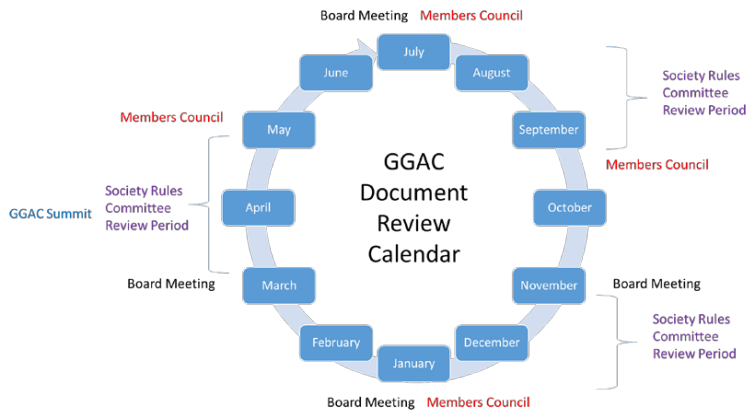 Board Meeting Members Council
July
June
August
Society Rules
Committee
Review Period
Members Council
May
September
GGAC
Document
Review
Calendar
Members Council
GGAC Summit
Society Rules
Committee
Review Period
April
October
Board Meeting
March
November
Board Meeting
Society Rules
Committee
Review Period
February
December
January
Board Meeting Members Council